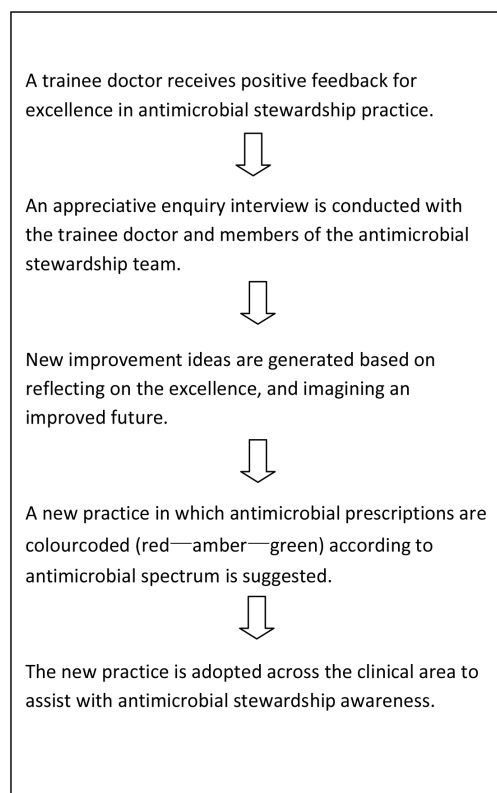 A trainee doctor receives positive feedback for
excellence in antimicrobial stewardship practice.
An appreciative enquiry interview is conducted with
the trainee doctor and members of the antimicrobial
stewardship team.
New improvement ideas are generated based on
reflecting on the excellence, and imagining an
improved future.
A new practice in which antimicrobial prescriptions are
colourcoded (red—amber—green) according to
antimicrobial spectrum is suggested.
The new practice is adopted across the clinical area to
assist with antimicrobial stewardship awareness.